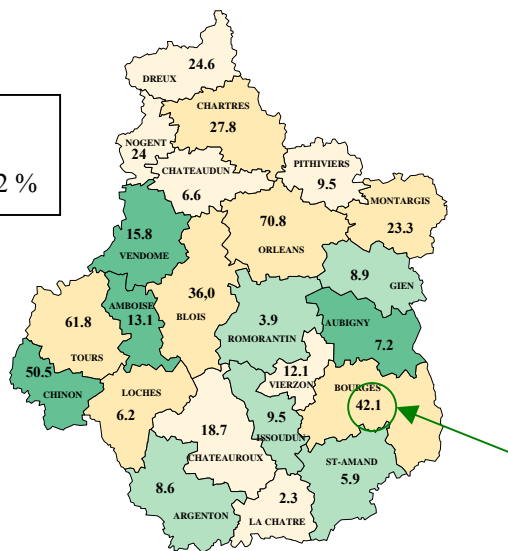 24.6
DREUX
CHARTRES
27.8
NOGENT
24
CHATEAUDUN
6.6
PITHIVIERS
9.5
2 %
MONTARGIS
23.3
70.8
ORLEANS
15.8
VENDOME
8.9
GIEN
36,0
BLOIS
AMBOISE
13.1
3.9
ROMORANTIN
AUBIGNY
7.2
61.8
TOURS
50.5
CHINON
LOCHES
6.2
12.1
VIERZON
BOURGES
42.1
9.5
ISSOUDUN
18.7
CHATEAUROUX
ST-AMAND
5.9
8.6
ARGENTON
2.3
LA CHATRE